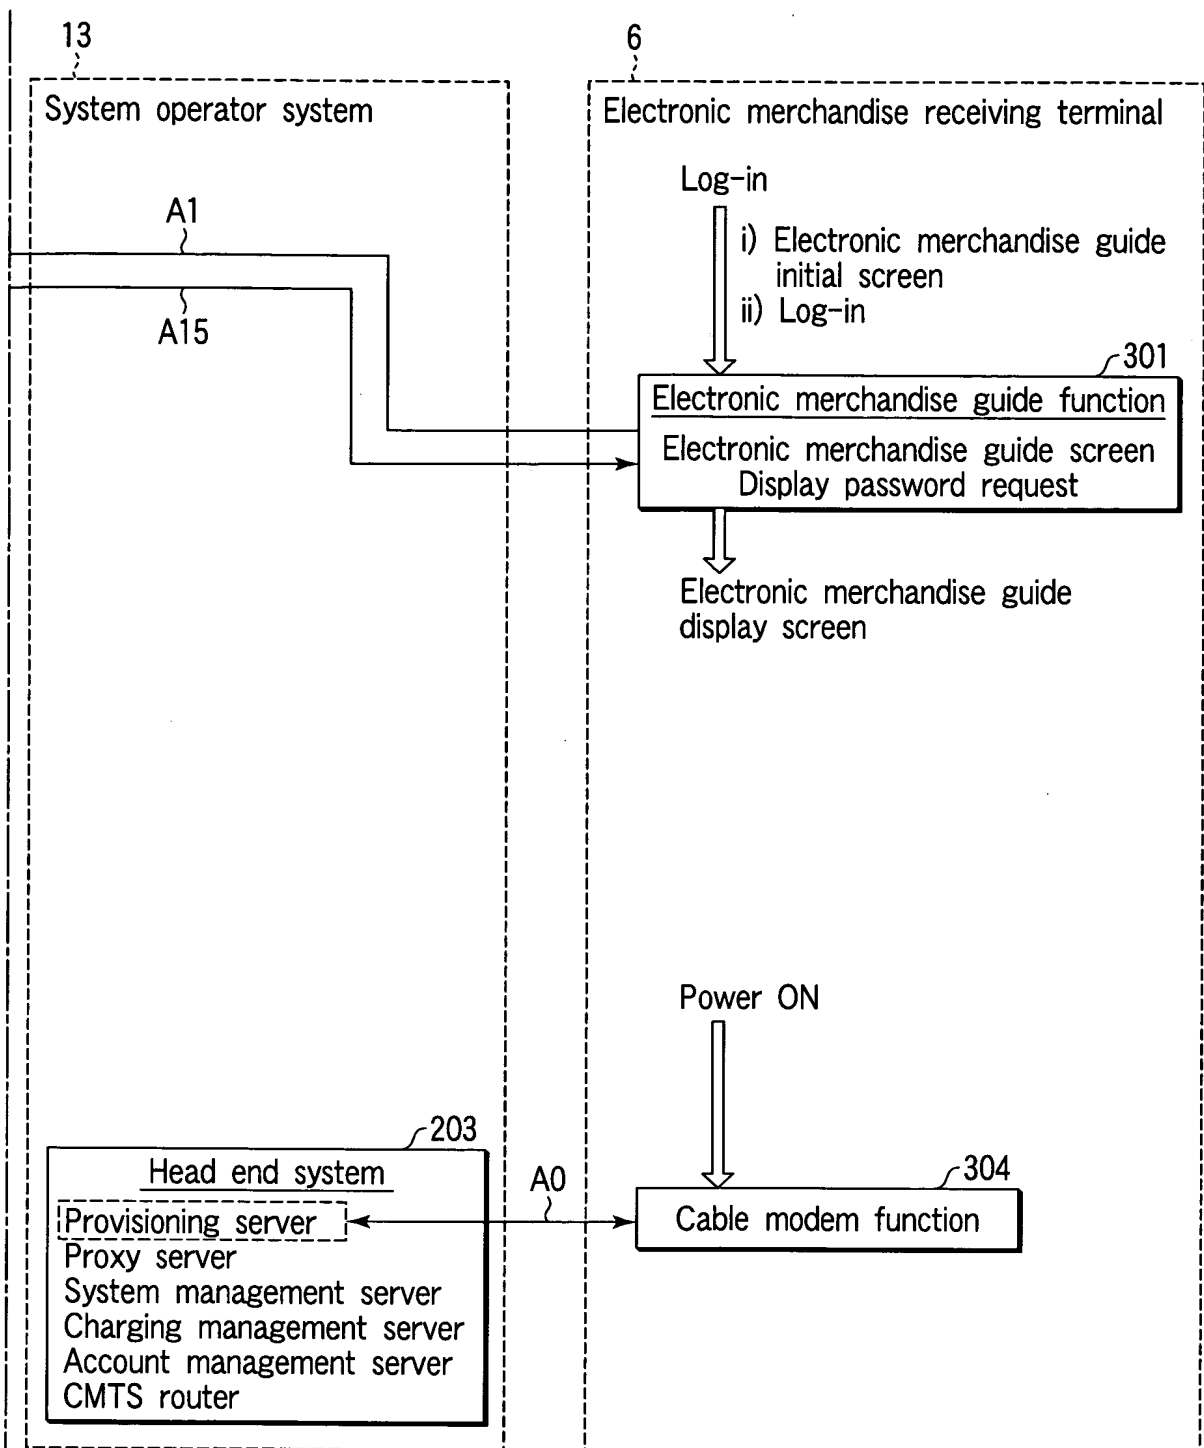 13
System operator system
A1
A15
6
Electronic merchandise receiving terminal
Log-in
i) Electronic merchandise guide
initial screen
ii) Log-in
301
Electronic merchandise guide function
Electronic merchandise guide screen
Display password request
Electronic merchandise guide
display screen
Power ON
203
Head end system
Provisioning server
Proxy server
System management server
Charging management server
Account management server
CMTS router
A0
304
Cable modem function